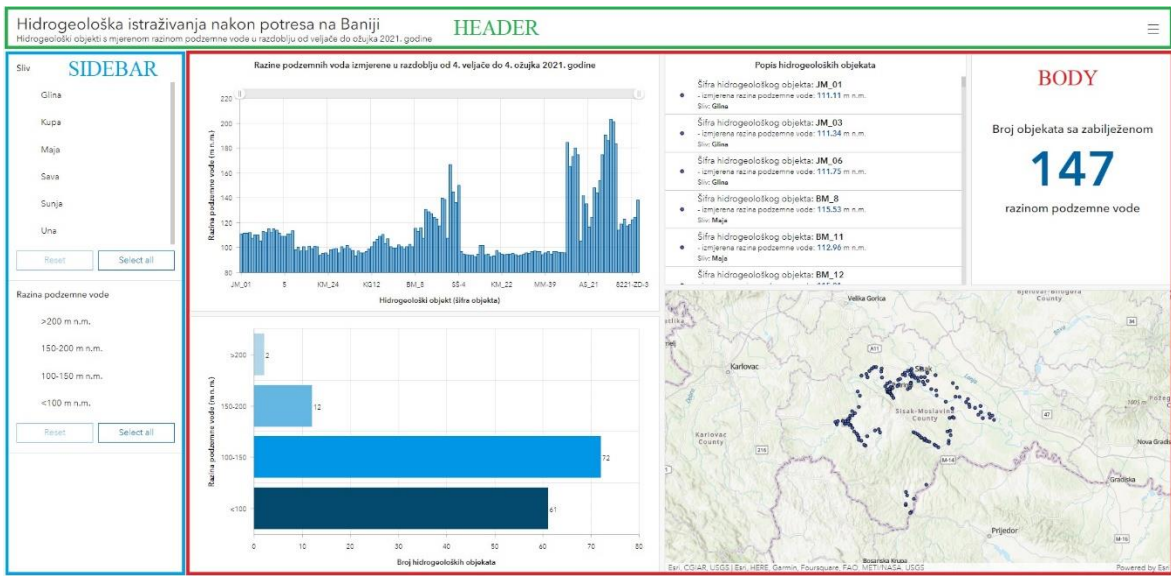 Hidrogeološka istraživanja nakon potresa na Baniji
HEADER
Hidrogeološki objekti s mjerenom razinom podzemne vode u razdoblju od veljače do ožujka 2021. godine
Sliv
SIDEBAR
Glina
Kupa
Maja
Sava
Sunja
Una
Reset
Select all
Razina podzemne vode
>200 m n.m.
150-200 m n.m.
100-150 m n.m.
<100 m n.m.
Reset
Select all
Razine podzemnih voda izmjerene u razdoblju od 4. veljače do 4. ožujka 2021. godine
Razina podzemne vode (m n.m.)
220
200
180
160
140
120
100
80
JM_01
5
KM_24
KG12
BM_8
SS-4
KM_22
MM-39
AS_21
B221-ZD-3
Hidrogeološki objekt (šifra objekta)
Razina podzemne vode (m n.m.)
>200
2
150-200
12
100-150
72
<100
61
0
10
20
30
40
50
60
70
80
Broj hidrogeoloških objekata
Popis hidrogeoloških objekata
Šifra hidrogeološkog objekta: JM_01
- izmjerena razina podzemne vode: 111.11 m n.m.
Sliv: Glina
Šifra hidrogeološkog objekta: JM_03
- izmjerena razina podzemne vode: 111.34 m n.m.
Sliv: Glina
Šifra hidrogeološkog objekta: JM_06
- izmjerena razina podzemne vode: 111.75 m n.m.
Sliv: Glina
Šifra hidrogeološkog objekta: BM_8
- izmjerena razina podzemne vode: 115.53 m n.m.
Sliv: Maja
Šifra hidrogeološkog objekta: BM_11
- izmjerena razina podzemne vode: 112.96 m n.m.
Sliv: Maja
Šifra hidrogeološkog objekta: BM_12
BODY
Broj objekata sa zabilježenom
147
razinom podzemne vode
Velika Gorica
County
34
A11
Karlovac
Sisak
Sisak-Moslavina
County
47
Karlovac
County
216
Nova Gradis
M-14
Gradiska
Prijedor
M-16
Bosanska Krupa
Esri, CGIAR, USGS | Esri, HERE, Garmin, Foursquare, FAO, METI/NASA, USGS
Powered by Esri